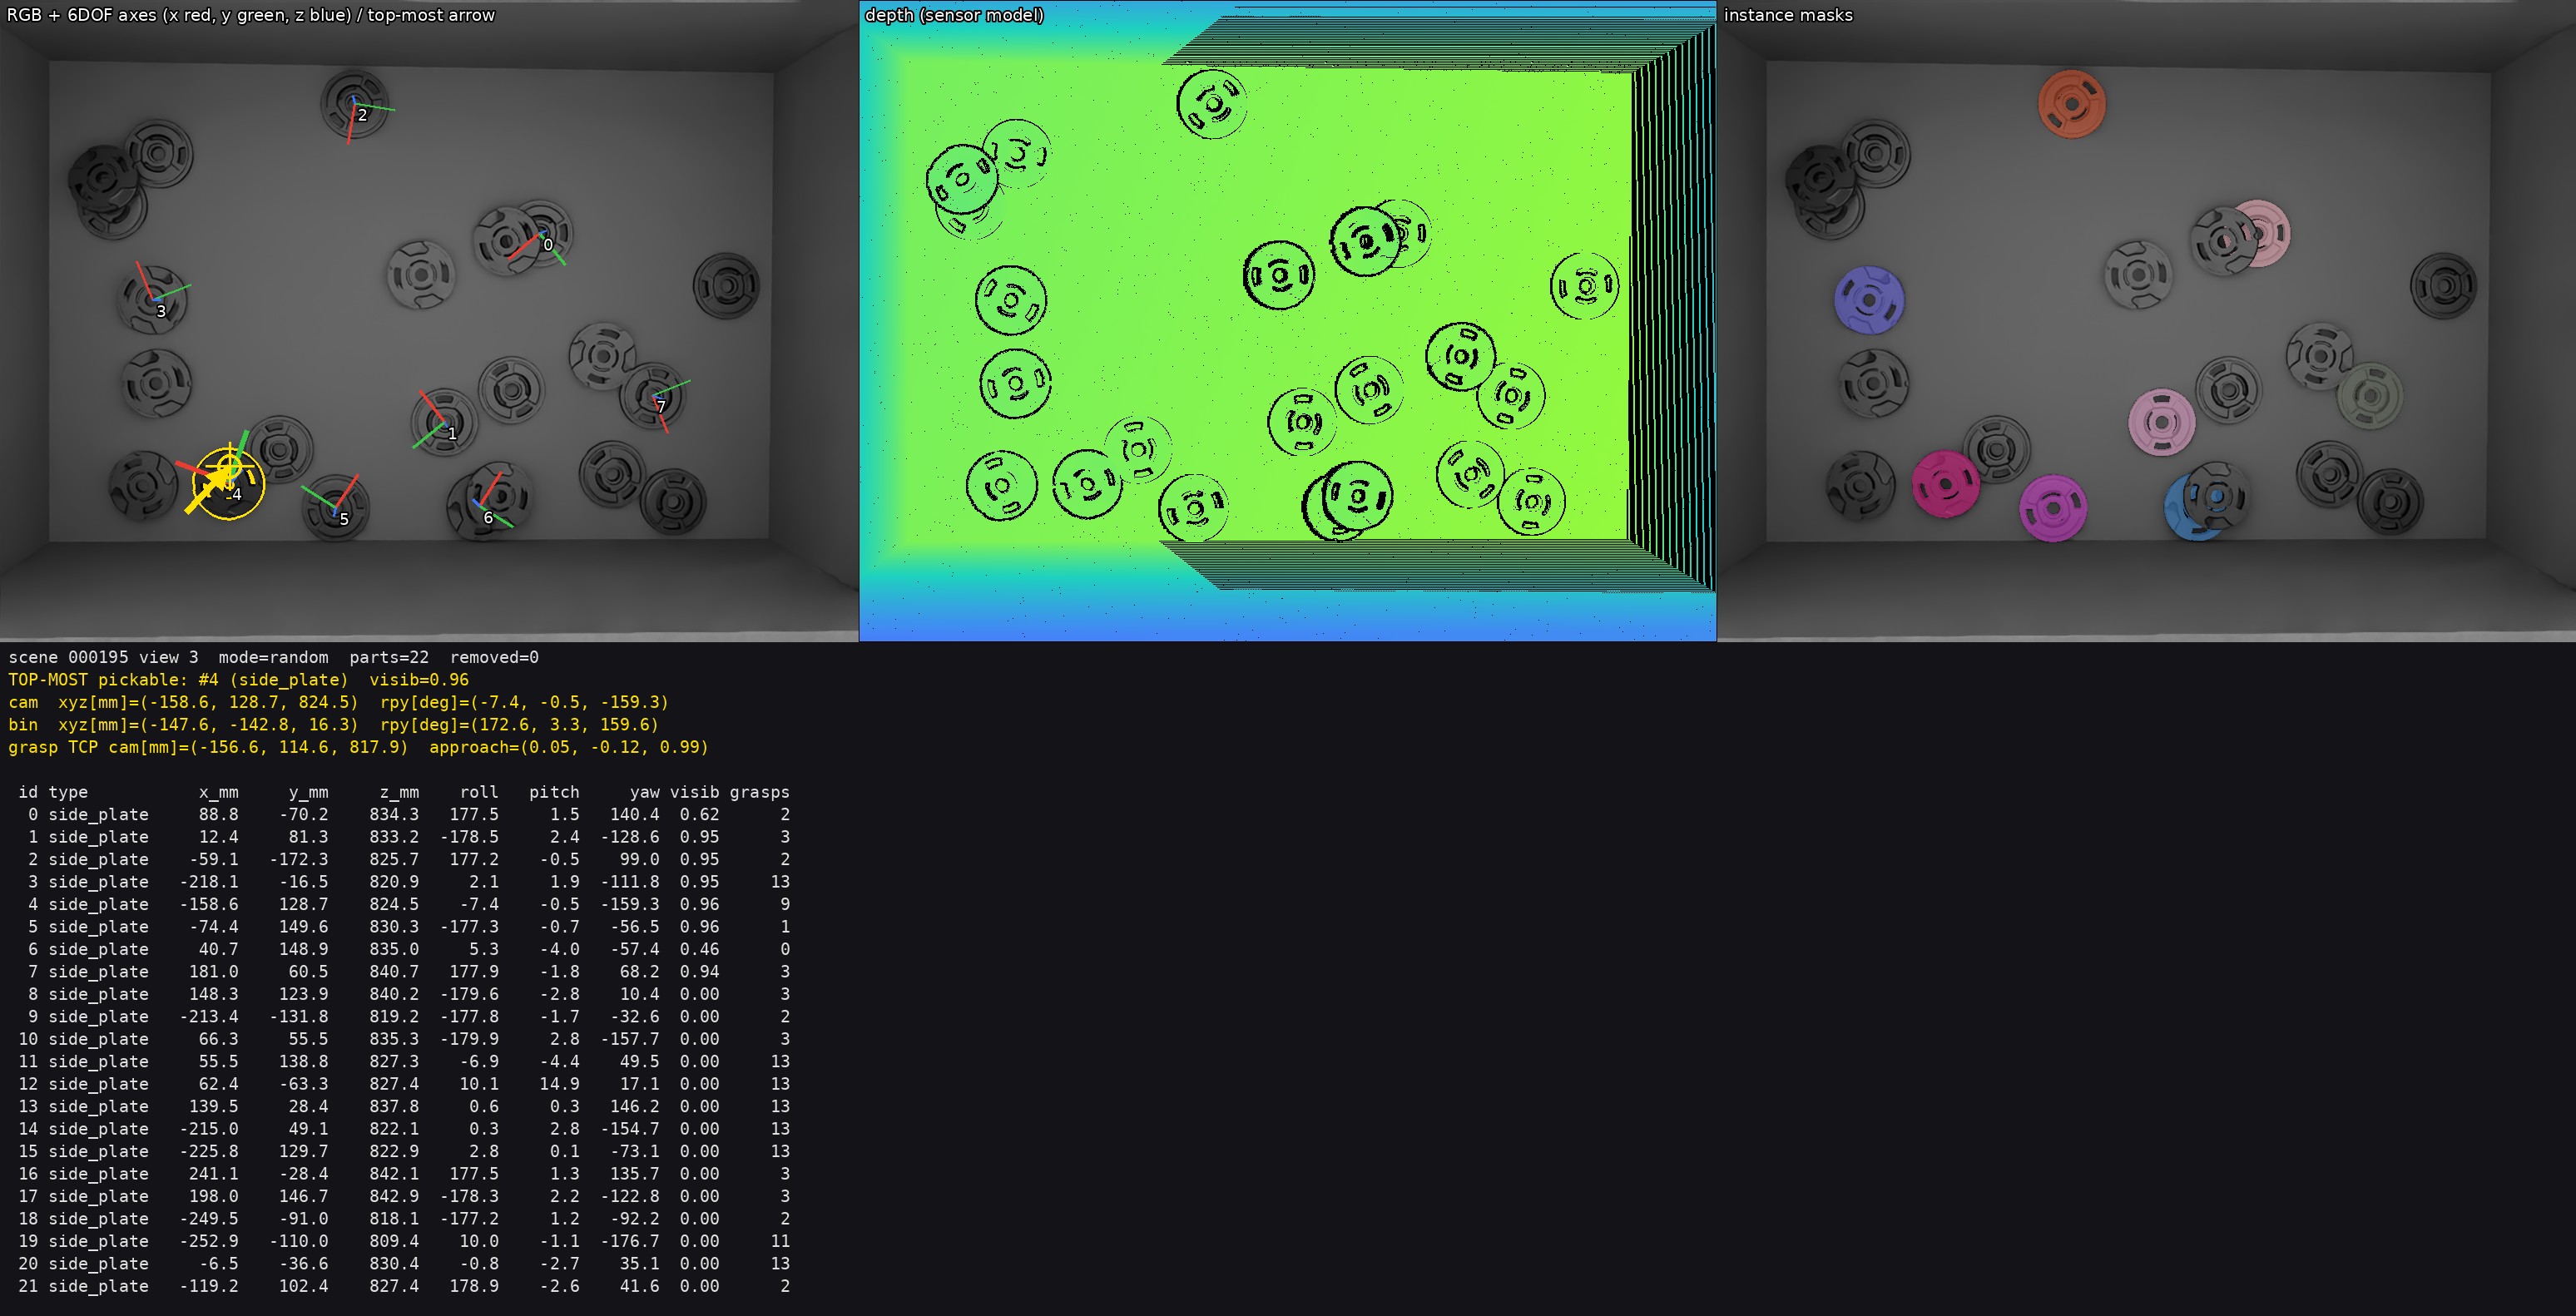 RGB + 6DOF axes (x red, y green, z blue) / top-most arrow
depth (sensor model)
instance masks
2
0
3
1
7
4
5
6
scene 000195 view 3  mode=random  parts=22  removed=0
TOP-MOST pickable: #4 (side_plate)  visib=0.96
cam  xyz[mm]=(-158.6, 128.7, 824.5)  rpy[deg]=(-7.4, -0.5, -159.3)
bin  xyz[mm]=(-147.6, -142.8, 16.3)  rpy[deg]=(172.6, 3.3, 159.6)
grasp TCP cam[mm]=(-156.6, 114.6, 817.9)  approach=(0.05, -0.12, 0.99)
id type x_mm y_mm z_mm roll pitch yaw visib grasps
0 side_plate 88.8 -70.2 834.3 177.5 1.5 140.4 0.62 2
1 side_plate 12.4 81.3 833.2 -178.5 2.4 -128.6 0.95 3
2 side_plate -59.1 -172.3 825.7 177.2 -0.5 99.0 0.95 2
3 side_plate -218.1 -16.5 820.9 2.1 1.9 -111.8 0.95 13
4 side_plate -158.6 128.7 824.5 -7.4 -0.5 -159.3 0.96 9
5 side_plate -74.4 149.6 830.3 -177.3 -0.7 -56.5 0.96 1
6 side_plate 40.7 148.9 835.0 5.3 -4.0 -57.4 0.46 0
7 side_plate 181.0 60.5 840.7 177.9 -1.8 68.2 0.94 3
8 side_plate 148.3 123.9 840.2 -179.6 -2.8 10.4 0.00 3
9 side_plate -213.4 -131.8 819.2 -177.8 -1.7 -32.6 0.00 2
10 side_plate 66.3 55.5 835.3 -179.9 2.8 -157.7 0.00 3
11 side_plate 55.5 138.8 827.3 -6.9 -4.4 49.5 0.00 13
12 side_plate 62.4 -63.3 827.4 10.1 14.9 17.1 0.00 13
13 side_plate 139.5 28.4 837.8 0.6 0.3 146.2 0.00 13
14 side_plate -215.0 49.1 822.1 0.3 2.8 -154.7 0.00 13
15 side_plate -225.8 129.7 822.9 2.8 0.1 -73.1 0.00 13
16 side_plate 241.1 -28.4 842.1 177.5 1.3 135.7 0.00 3
17 side_plate 198.0 146.7 842.9 -178.3 2.2 -122.8 0.00 3
18 side_plate -249.5 -91.0 818.1 -177.2 1.2 -92.2 0.00 2
19 side_plate -252.9 -110.0 809.4 10.0 -1.1 -176.7 0.00 11
20 side_plate -6.5 -36.6 830.4 -0.8 -2.7 35.1 0.00 13
21 side_plate -119.2 102.4 827.4 178.9 -2.6 41.6 0.00 2